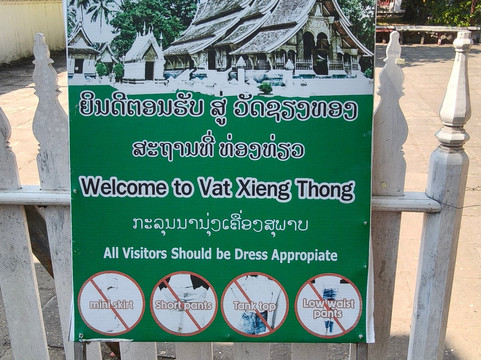 ຍິນດີຕອນຮັບ ສູ່ ວັດຊຽງທອງ
ສະຖານທີ່ ທ່ອງທ່ຽວ
Welcome to Vat Xieng Thong
ກະລຸນານຸ່ງເຄື່ອງສຸພາບ
All Visitors Should be Dress Appropiate
mini skirt
Short pants
Tank top
Low waist
pants